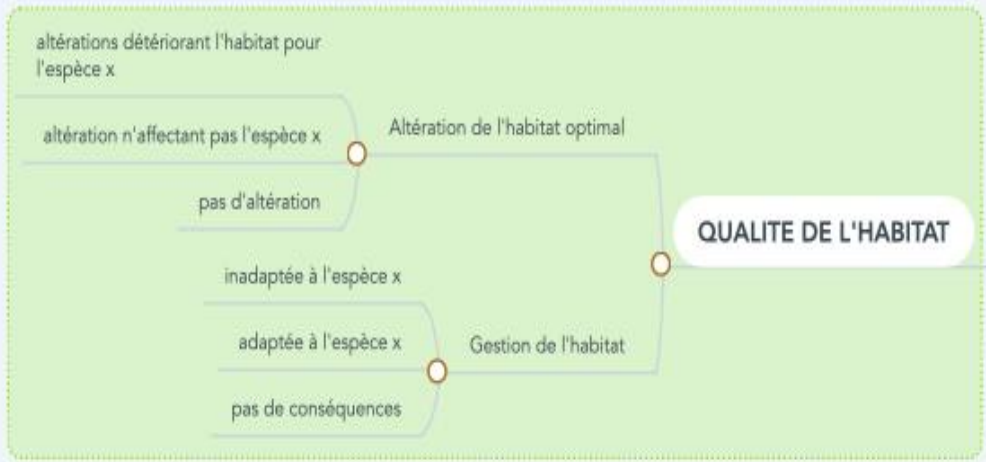 altérations détériorant l'habitat pour
l'espèce x
altération n'affectant pas l'espèce x
Altération de l'habitat optimal
pas d'altération
QUALITE DE L'HABITAT
inadaptée à l'espèce x
adaptée à l'espèce x
Gestion de l'habitat
pas de conséquences